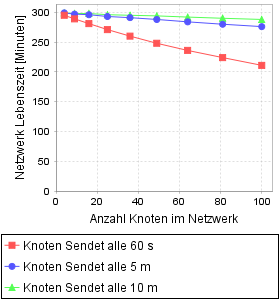 Netzwerk Lebenszeit [Minuten]
300
250
200
150
100
50
0
0 20 40 60 80 100
Anzahl Knoten im Netzwerk
Knoten Sendet alle 60 s
Knoten Sendet alle 5 m
Knoten Sendet alle 10 m